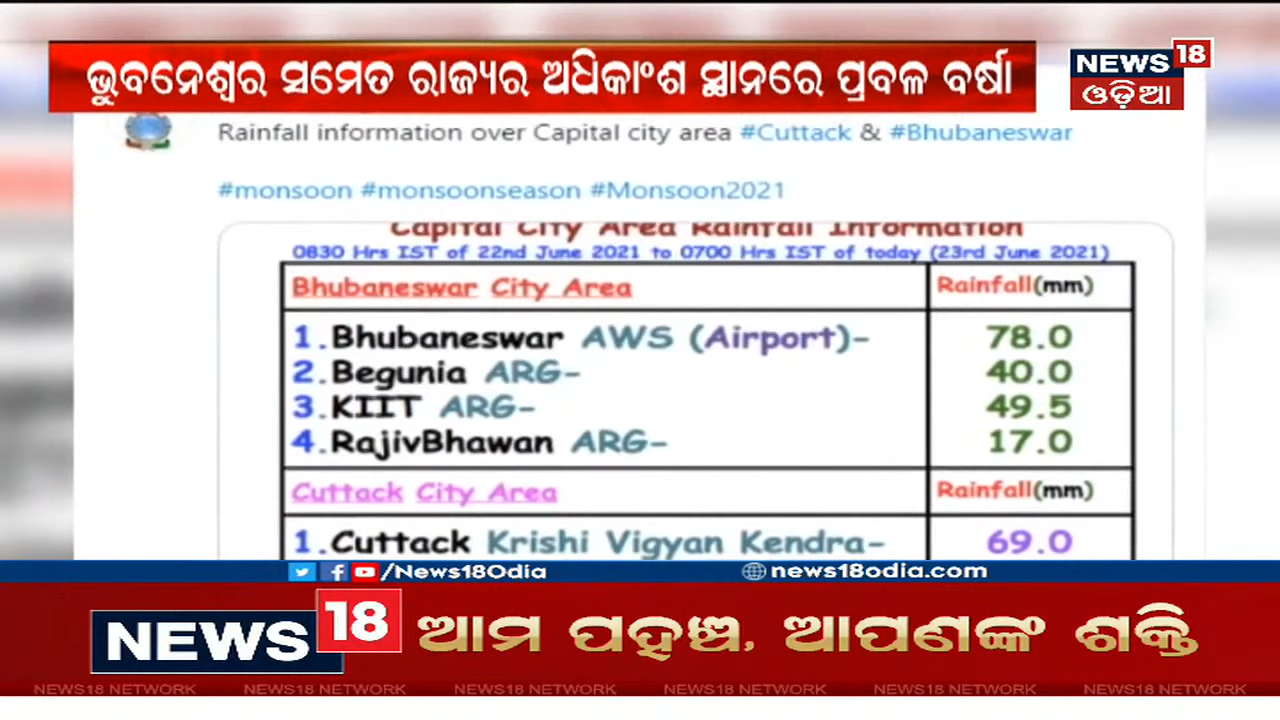 ଭୁବନେଶ୍ୱର ସମେତ ରାଜ୍ୟର ଅଧିକାଂଶ ସ୍ଥାନରେ ପ୍ରବଳ ବର୍ଷା
NEWS 18
ଓଡ଼ିଆ
Rainfall information over Capital city area #Cuttack & #Bhubaneswar
#monsoon #monsoonseason #Monsoon2021
Capital City Area Rainfall Information
0830 Hrs IST of 22nd June 2021 to 0700 Hrs IST of today (23rd June 2021)
Bhubaneswar City Area Rainfall(mm)
1.Bhubaneswar AWS (Airport)- 78.0
2.Begunia ARG- 40.0
3.KIIT ARG- 49.5
4.RajivBhawan ARG- 17.0
Cuttack City Area Rainfall(mm)
1.Cuttack Krishi Vigyan Kendra- 69.0
/News18Odia news18odia.com
NEWS 18 ଆମ ପହଞ୍ଚ, ଆପଣଙ୍କ ଶକ୍ତି
NEWS18 NETWORK NEWS18 NETWORK NEWS18 NETWORK NEWS18 NETWORK NEWS18 NETWORK NEWS18 NETWORK